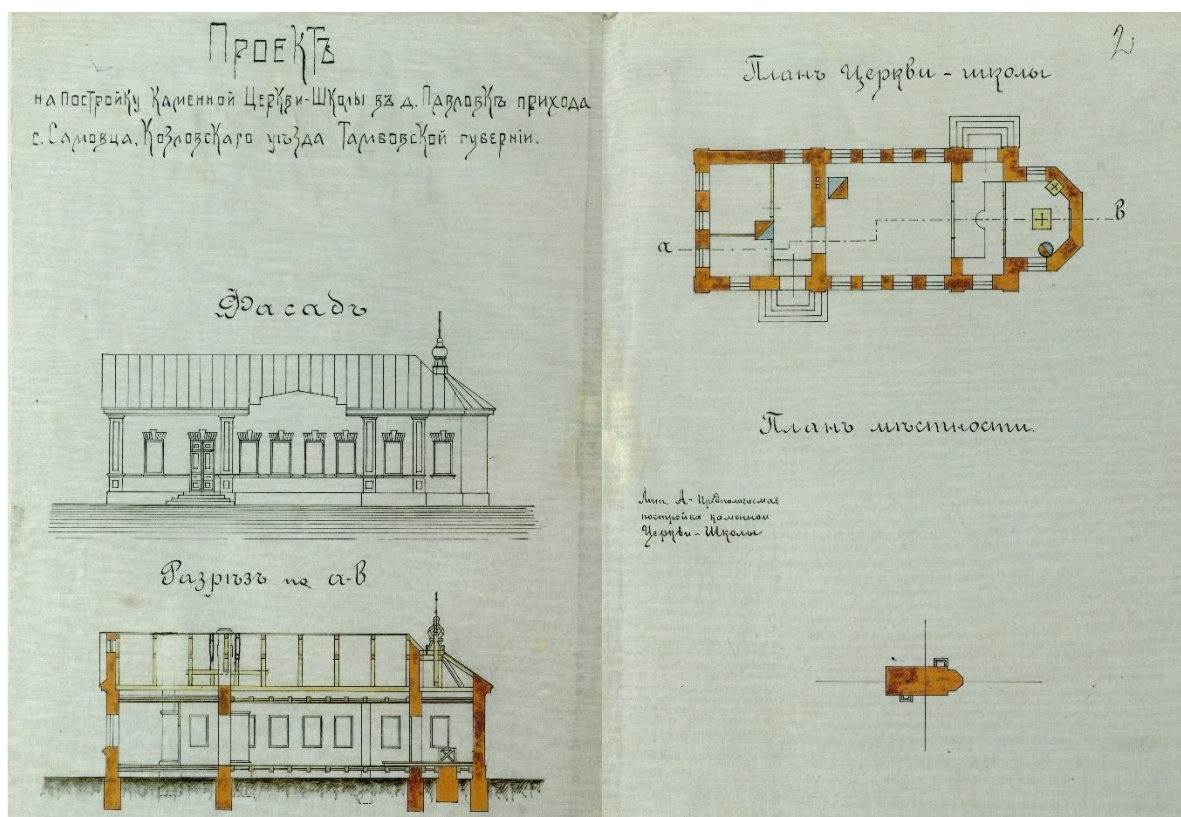 Проектъ
на постройку каменной Церкви-Школы въ д. Павловкѣ прихода
с. Самовца, Козловскаго уѣзда Тамбовской губерніи.
Фасадъ
Разрѣзъ по а-в
2
Планъ Церкви-школы
а
в
Планъ мѣстности.
Лит. А - Предполагаемая
постройка каменной
Церкви-Школы